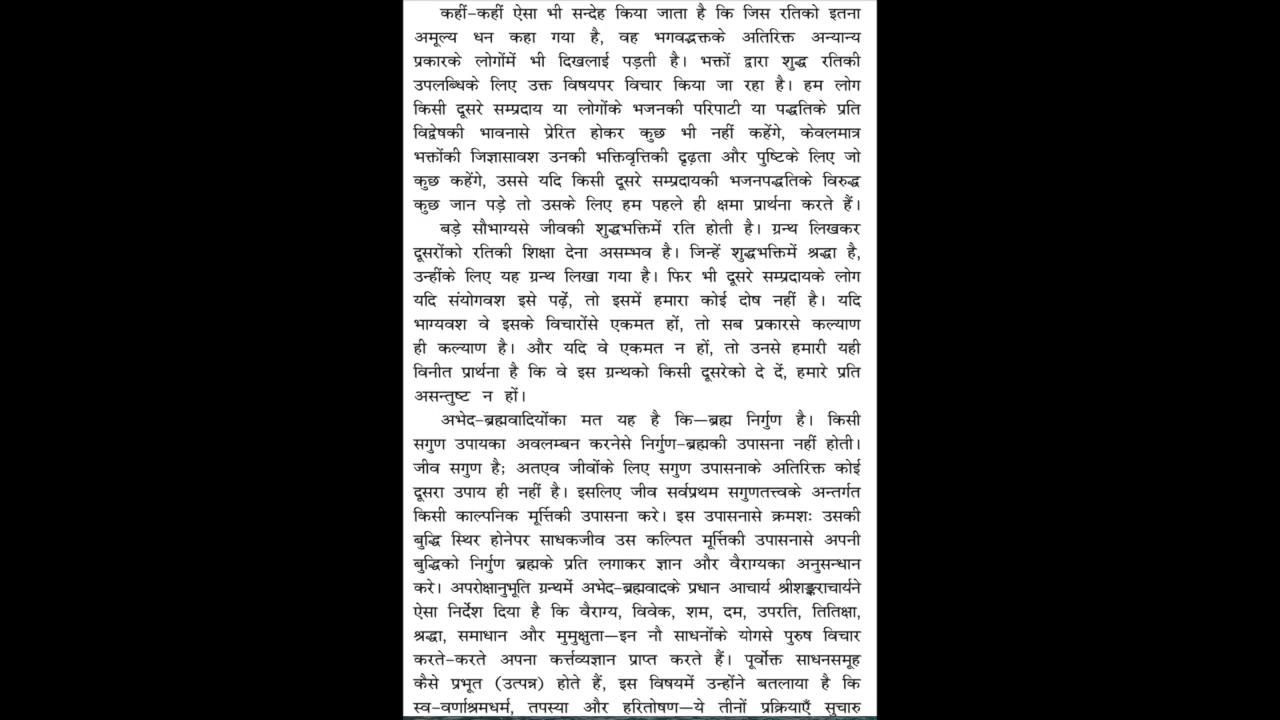 कहीं-कहीं ऐसा भी सन्देह किया जाता है कि जिस रतिको इतना
अमूल्य धन कहा गया है, वह भगवद्भक्तके अतिरिक्त अन्यान्य
प्रकारके लोगोंमें भी दिखलाई पड़ती है। भक्तों द्वारा शुद्ध रतिकी
उपलब्धिके लिए उक्त विषयपर विचार किया जा रहा है। हम लोग
किसी दूसरे सम्प्रदाय या लोगोंके भजनकी परिपाटी या पद्धतिके प्रति
विद्वेषकी भावनासे प्रेरित होकर कुछ भी नहीं कहेंगे, केवलमात्र
भक्तोंकी जिज्ञासावश उनकी भक्तिवृत्तिकी दृढ़ता और पुष्टिके लिए जो
कुछ कहेंगे, उससे यदि किसी दूसरे सम्प्रदायकी भजनपद्धतिके विरुद्ध
कुछ जान पड़े तो उसके लिए हम पहले ही क्षमा प्रार्थना करते हैं।
बड़े सौभाग्यसे जीवकी शुद्धभक्तिमें रति होती है। ग्रन्थ लिखकर
दूसरोंको रतिकी शिक्षा देना असम्भव है। जिन्हें शुद्धभक्तिमें श्रद्धा है,
उन्हींके लिए यह ग्रन्थ लिखा गया है। फिर भी दूसरे सम्प्रदायके लोग
यदि संयोगवश इसे पढ़ें, तो इसमें हमारा कोई दोष नहीं है। यदि
भाग्यवश वे इसके विचारोंसे एकमत हों, तो सब प्रकारसे कल्याण
ही कल्याण है। और यदि वे एकमत न हों, तो उनसे हमारी यही
विनीत प्रार्थना है कि वे इस ग्रन्थको किसी दूसरेको दे दें, हमारे प्रति
असन्तुष्ट न हों।
अभेद-ब्रह्मवादियोंका मत यह है कि—ब्रह्म निर्गुण है। किसी
सगुण उपायका अवलम्बन करनेसे निर्गुण-ब्रह्मकी उपासना नहीं होती।
जीव सगुण है; अतएव जीवोंके लिए सगुण उपासनाके अतिरिक्त कोई
दूसरा उपाय ही नहीं है। इसलिए जीव सर्वप्रथम सगुणतत्त्वके अन्तर्गत
किसी काल्पनिक मूर्त्तिकी उपासना करे। इस उपासनासे क्रमशः उसकी
बुद्धि स्थिर होनेपर साधकजीव उस कल्पित मूर्त्तिकी उपासनासे अपनी
बुद्धिको निर्गुण ब्रह्मके प्रति लगाकर ज्ञान और वैराग्यका अनुसन्धान
करे। अपरोक्षानुभूति ग्रन्थमें अभेद-ब्रह्मवादके प्रधान आचार्य श्रीशङ्कराचार्यने
ऐसा निर्देश दिया है कि वैराग्य, विवेक, शम, दम, उपरति, तितिक्षा,
श्रद्धा, समाधान और मुमुक्षुता—इन नौ साधनोंके योगसे पुरुष विचार
करते-करते अपना कर्त्तव्यज्ञान प्राप्त करते हैं। पूर्वोक्त साधनसमूह
कैसे प्रभूत (उत्पन्न) होते हैं, इस विषयमें उन्होंने बतलाया है कि
स्व-वर्णाश्रमधर्म, तपस्या और हरितोषण—ये तीनों प्रक्रियाएँ सुचारु